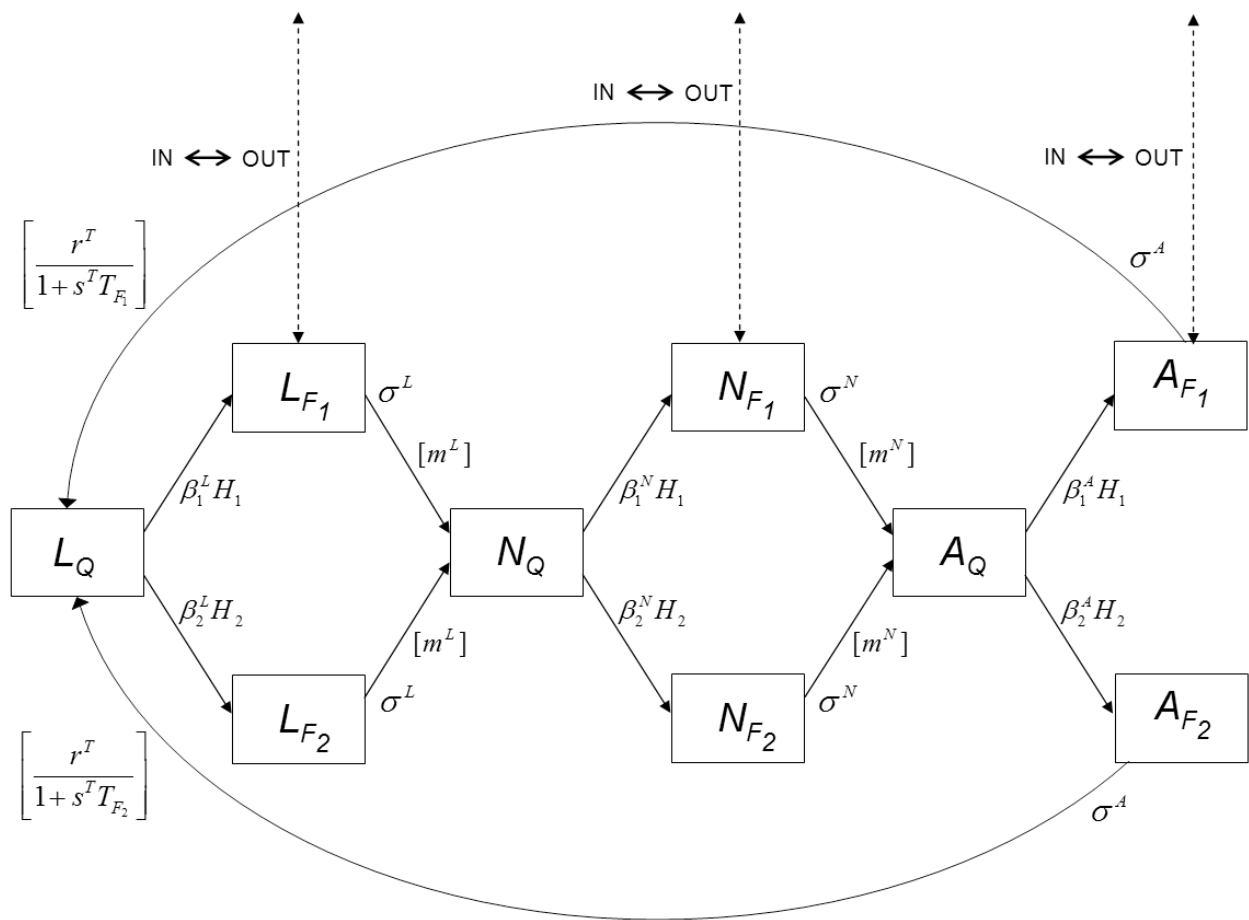 IN ↔ OUT
IN ↔ OUT
IN ↔ OUT
[r^T / (1 + s^T T_{F_1})]
σ^A
L_{F_1}
σ^L
N_{F_1}
σ^N
A_{F_1}
[m^L]
[m^N]
β_1^L H_1
β_1^N H_1
β_1^A H_1
L_Q
N_Q
A_Q
β_2^L H_2
β_2^N H_2
β_2^A H_2
[m^L]
[m^N]
L_{F_2}
σ^L
N_{F_2}
σ^N
A_{F_2}
[r^T / (1 + s^T T_{F_2})]
σ^A